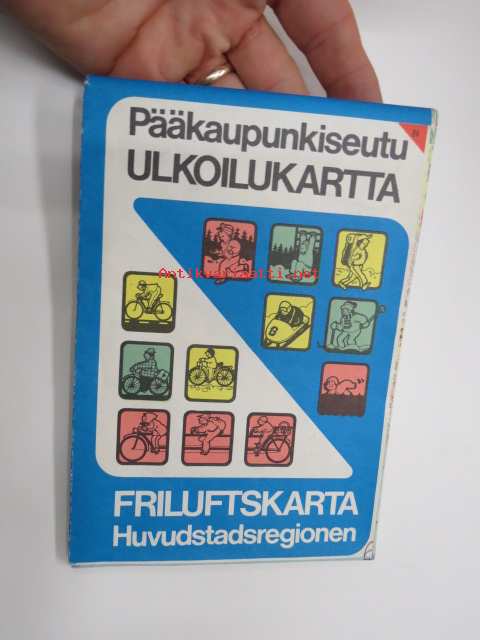 Pääkaupunkiseutu
ULKOILUKARTTA
Antikvariaatti.net
FRILUFTSKARTA
Huvudstadsregionen